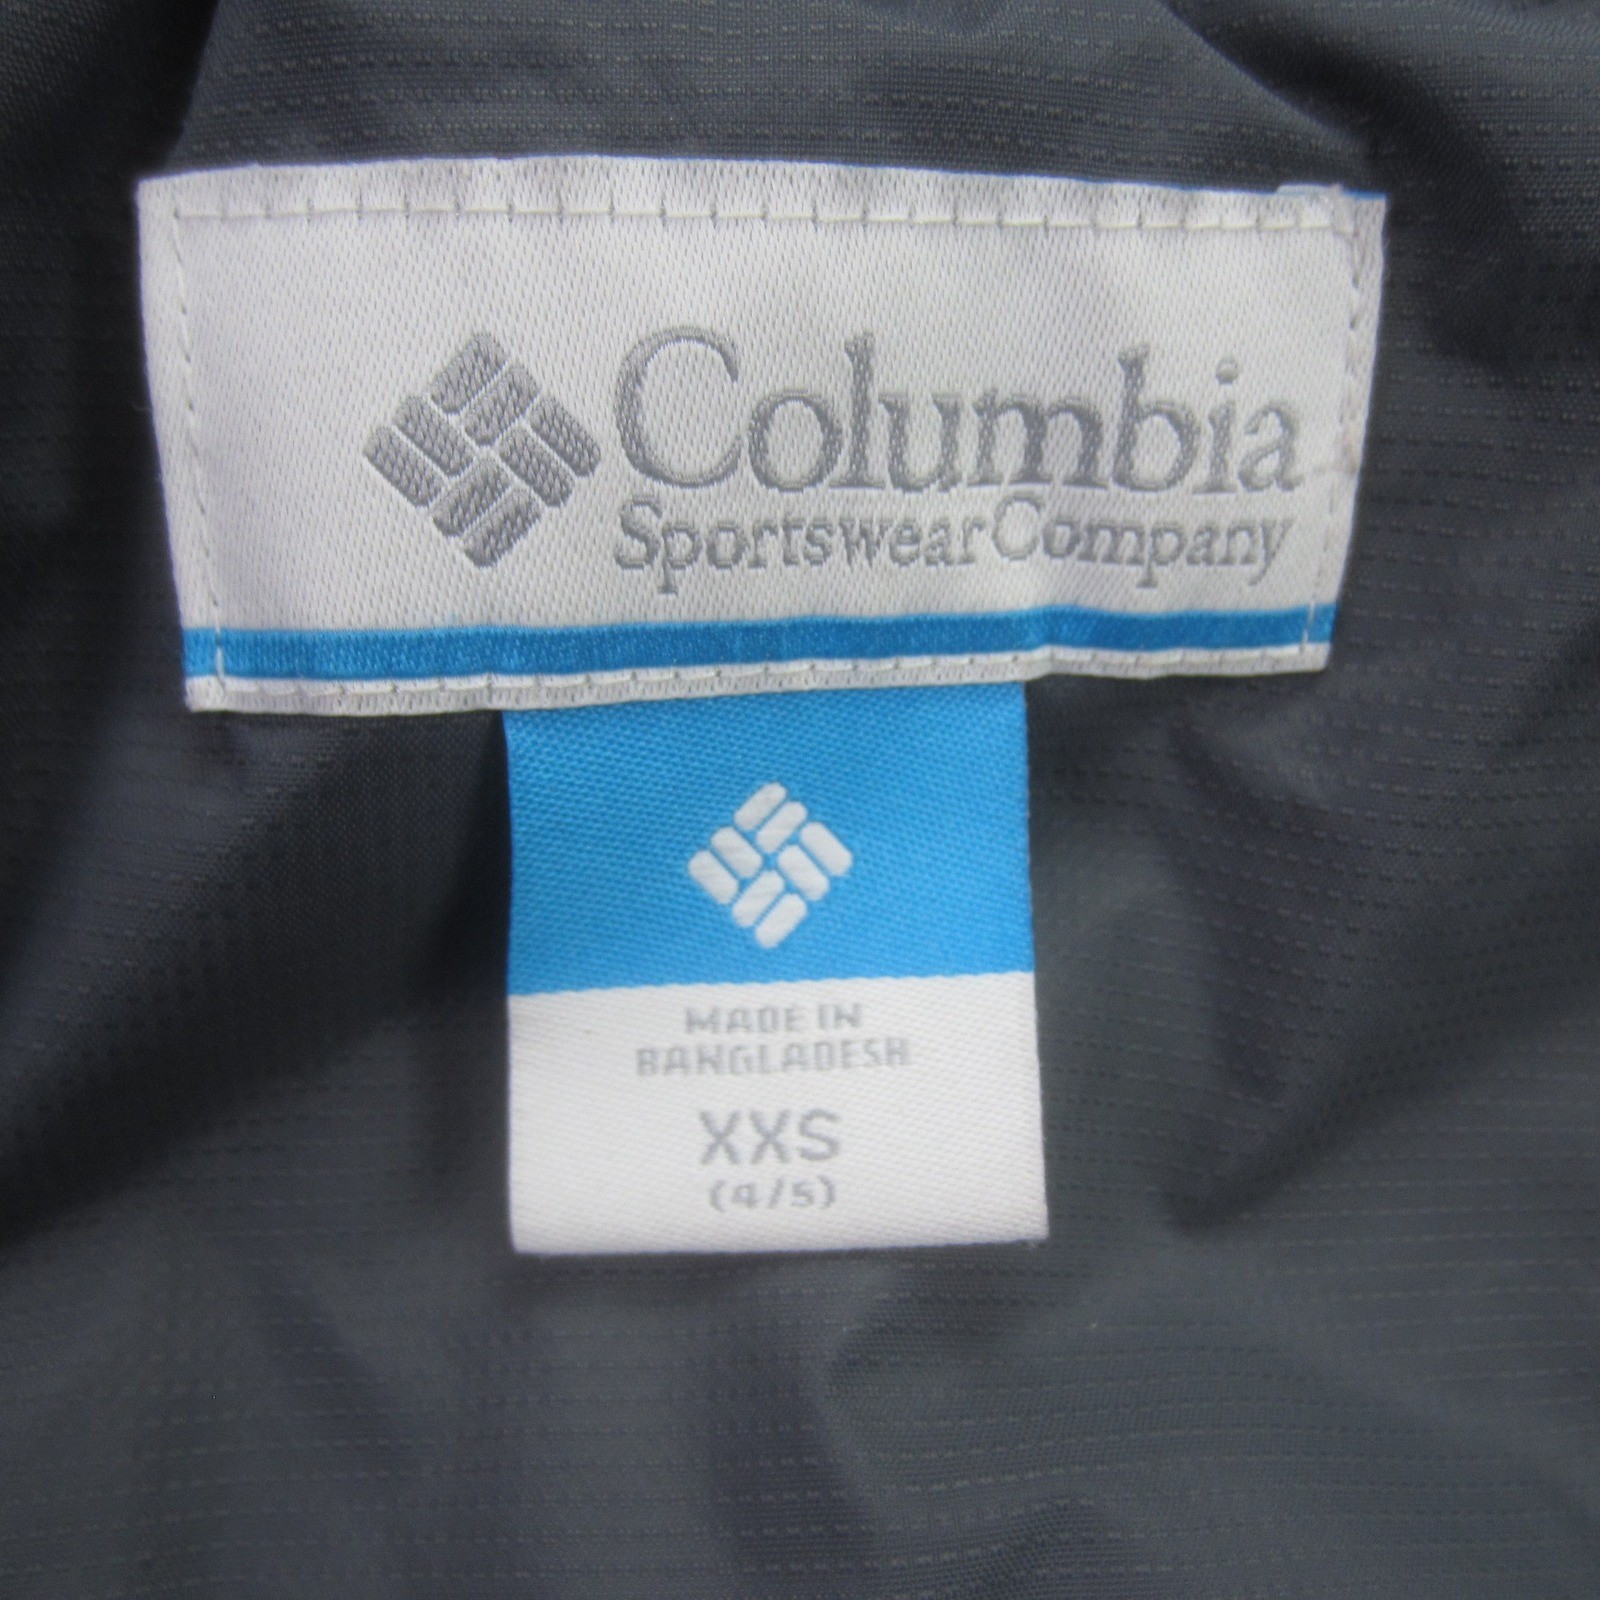 Columbia
Sportswear Company
MADE IN
BANGLADESH
XXS
(4/5)